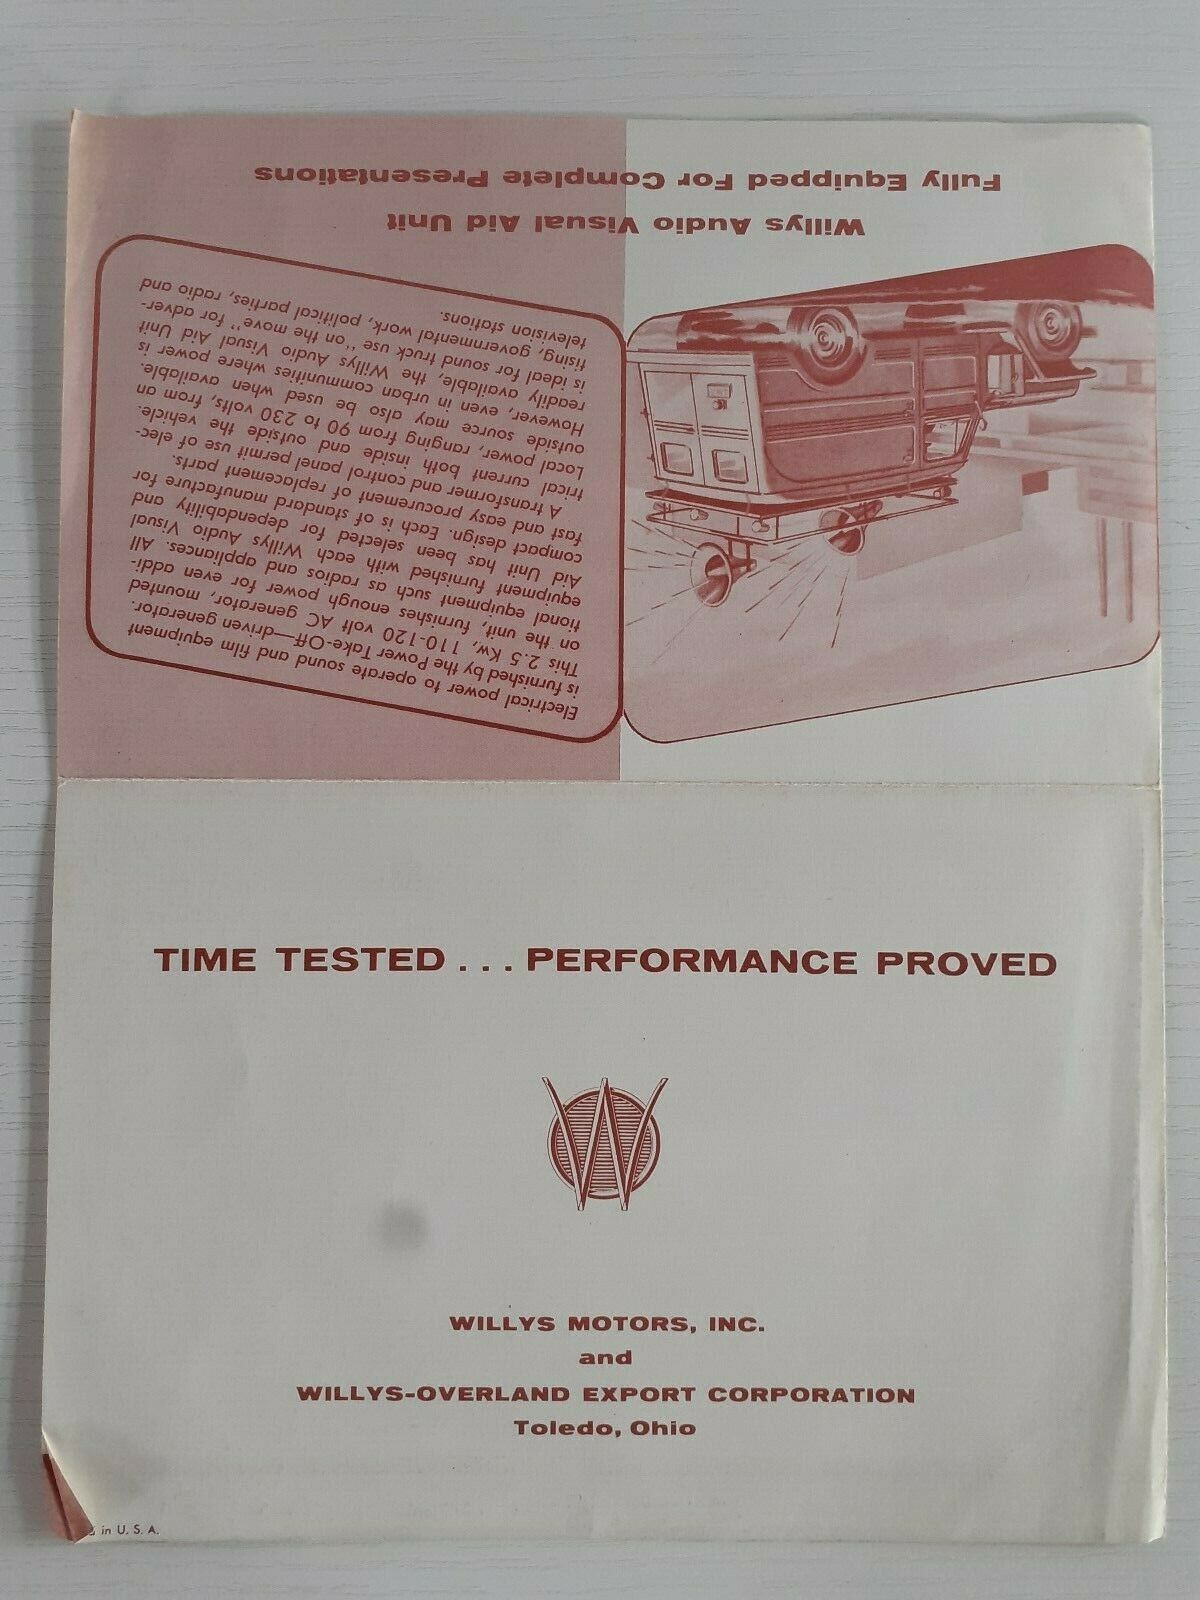 Fully Equipped For Complete Presentations
Willys Audio Visual Aid Unit
Electrical power to operate sound and film equipment
is furnished by the Power Take-Off—driven generator.
This 2.5 Kw, 110-120 volt AC generator, mounted
on the unit, furnishes enough power for even addi-
tional equipment such as radios and appliances. All
equipment furnished with each Willys Audio Visual
Aid Unit has been selected for dependability and
compact design. Each is of standard manufacture for
fast and easy procurement of replacement parts.
A transformer and control panel permit use of elec-
trical current both inside and outside the vehicle.
Local power, ranging from 90 to 230 volts, from an
outside source may also be used when available.
However, even in urban communities where power is
readily available, the Willys Audio Visual Aid Unit
is ideal for sound truck use "on the move" for adver-
tising, governmental work, political parties, radio and
television stations.
TIME TESTED . . . PERFORMANCE PROVED
W
WILLYS MOTORS, INC.
and
WILLYS-OVERLAND EXPORT CORPORATION
Toledo, Ohio
in U. S. A.